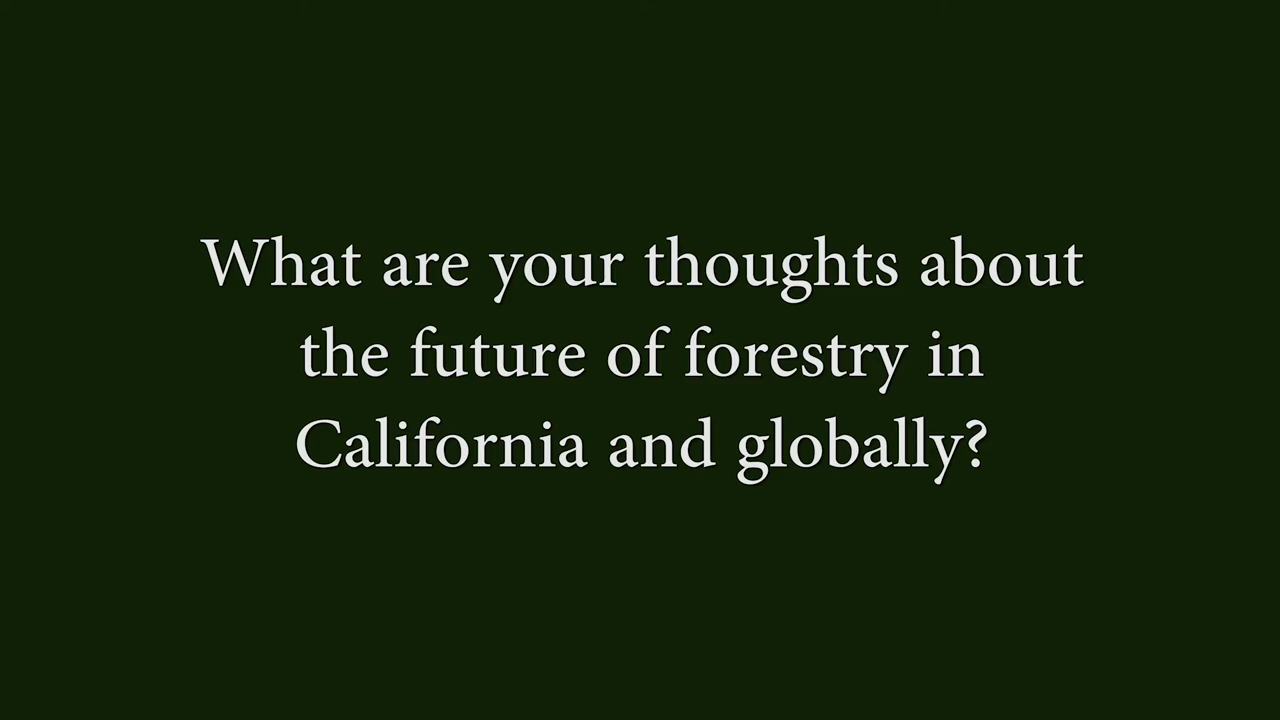 What are your thoughts about
the future of forestry in
California and globally?